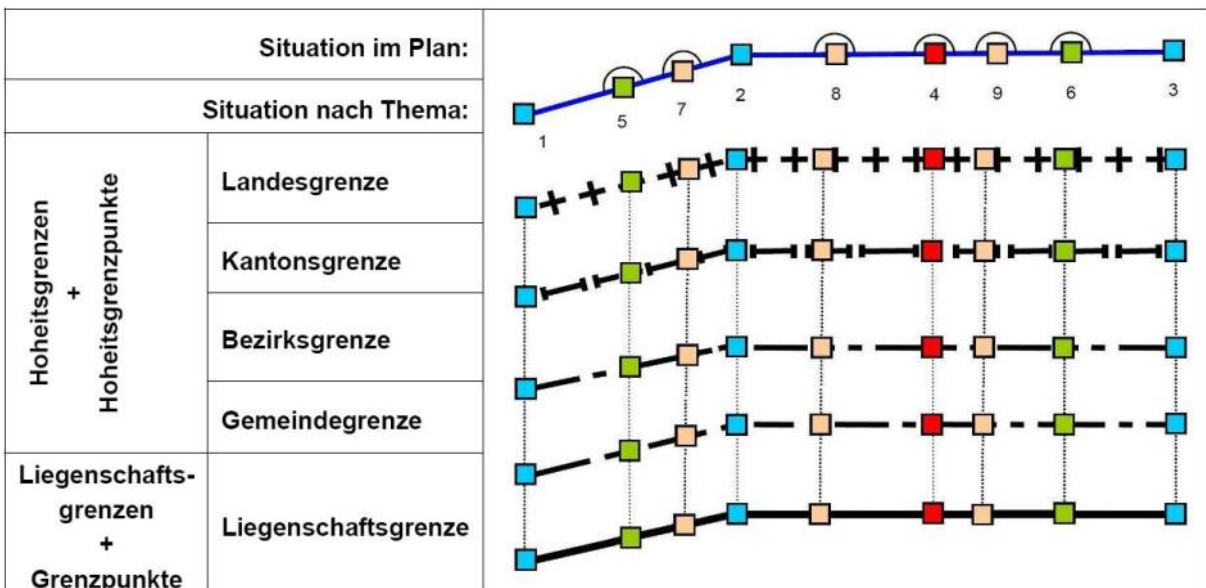 Situation im Plan:
Situation nach Thema:
1
5
7
2
8
4
9
6
3
Hoheitsgrenzen
+
Hoheitsgrenzpunkte
Landesgrenze
Kantonsgrenze
Bezirksgrenze
Gemeindegrenze
Liegenschafts-
grenzen
+
Grenzpunkte
Liegenschaftsgrenze